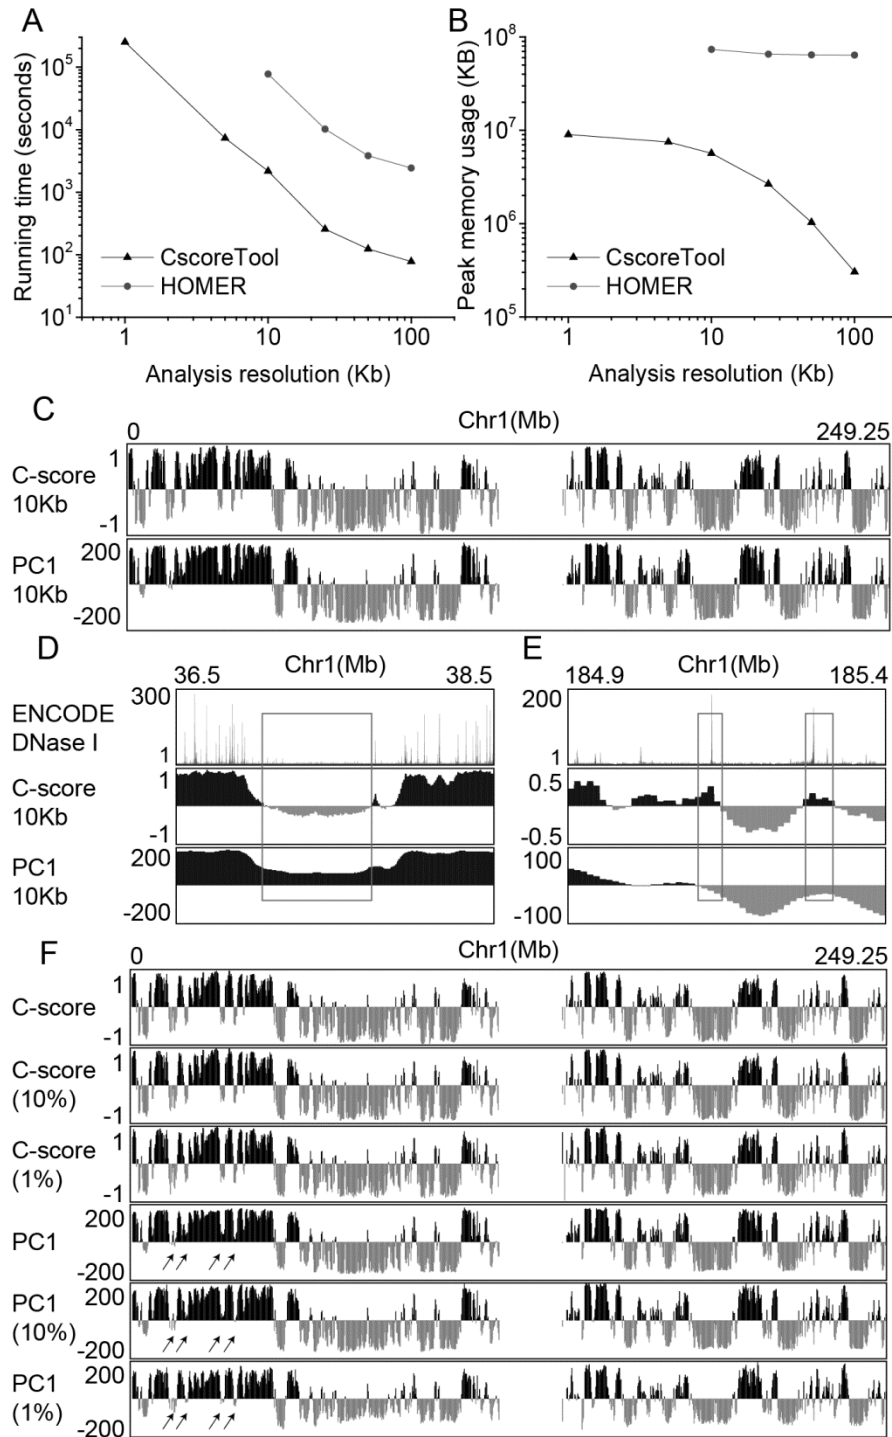 A
B
Running time (seconds)
10^5
10^4
10^3
10^2
10^1
CscoreTool
HOMER
1
10
100
Analysis resolution (Kb)
Peak memory usage (KB)
10^8
10^7
10^6
10^5
CscoreTool
HOMER
1
10
100
Analysis resolution (Kb)
C
0
Chr1(Mb)
249.25
C-score
10Kb
1
-1
PC1
10Kb
200
-200
D
36.5
Chr1(Mb)
38.5
ENCODE
DNase I
300
1
C-score
10Kb
1
-1
PC1
10Kb
200
-200
E
184.9
Chr1(Mb)
185.4
200
1
0.5
-0.5
100
-100
F
0
Chr1(Mb)
249.25
C-score
1
-1
C-score
(10%)
1
-1
C-score
(1%)
1
-1
PC1
200
-200
PC1
(10%)
200
-200
PC1
(1%)
200
-200